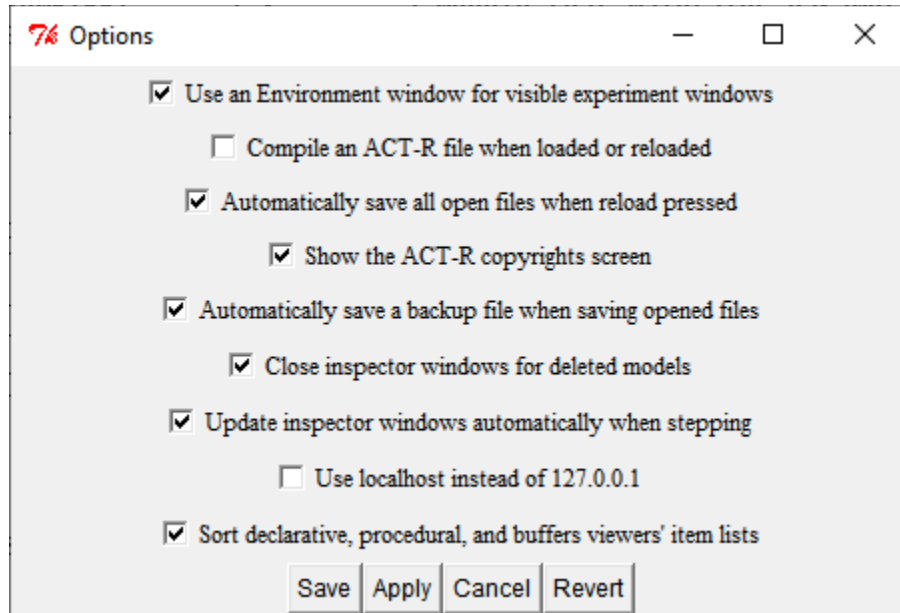 Options
Use an Environment window for visible experiment windows
Compile an ACT-R file when loaded or reloaded
Automatically save all open files when reload pressed
Show the ACT-R copyrights screen
Automatically save a backup file when saving opened files
Close inspector windows for deleted models
Update inspector windows automatically when stepping
Use localhost instead of 127.0.0.1
Sort declarative, procedural, and buffers viewers' item lists
Save Apply Cancel Revert